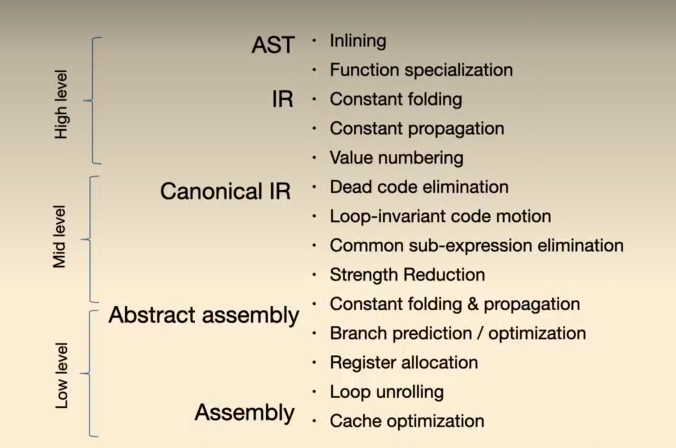 AST
IR
Canonical IR
Abstract assembly
Assembly
High level
Mid level
Low level
· Inlining
· Function specialization
· Constant folding
· Constant propagation
· Value numbering
· Dead code elimination
· Loop-invariant code motion
· Common sub-expression elimination
· Strength Reduction
· Constant folding & propagation
· Branch prediction / optimization
· Register allocation
· Loop unrolling
· Cache optimization